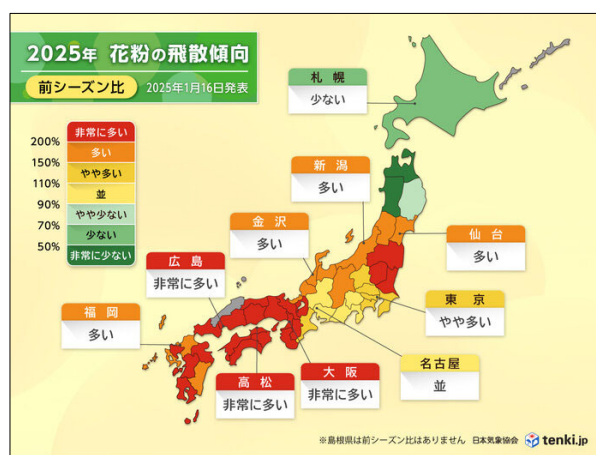 2025年 花粉の飛散傾向
前シーズン比
2025年1月16日発表
非常に多い
200%
多い
150%
やや多い
110%
並
90%
やや少ない
70%
少ない
50%
非常に少ない
札幌
少ない
新潟
多い
金沢
多い
仙台
多い
広島
非常に多い
東京
やや多い
福岡
多い
名古屋
並
高松
非常に多い
大阪
非常に多い
※島根県は前シーズン比はありません 日本気象協会 tenki.jp